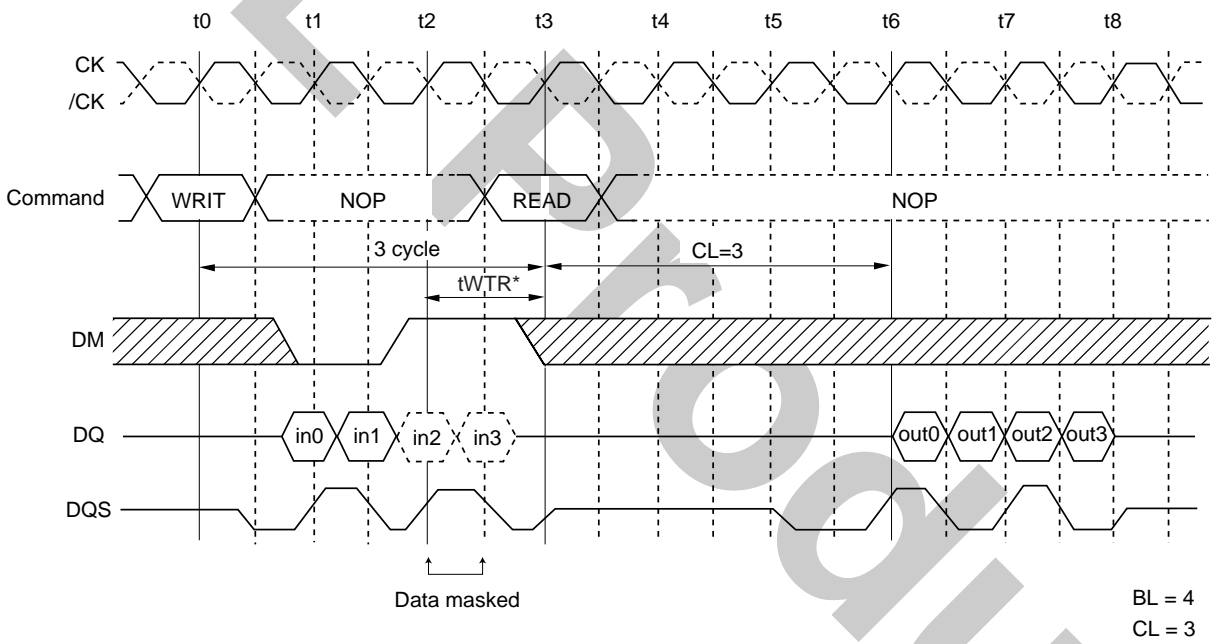 t0 t1 t2 t3 t4 t5 t6 t7 t8
CK
/CK
Command WRIT NOP READ NOP
3 cycle CL=3
tWTR*
DM
DQ in0 in1 in2 in3 out0 out1 out2 out3
DQS
Data masked
BL = 4
CL = 3